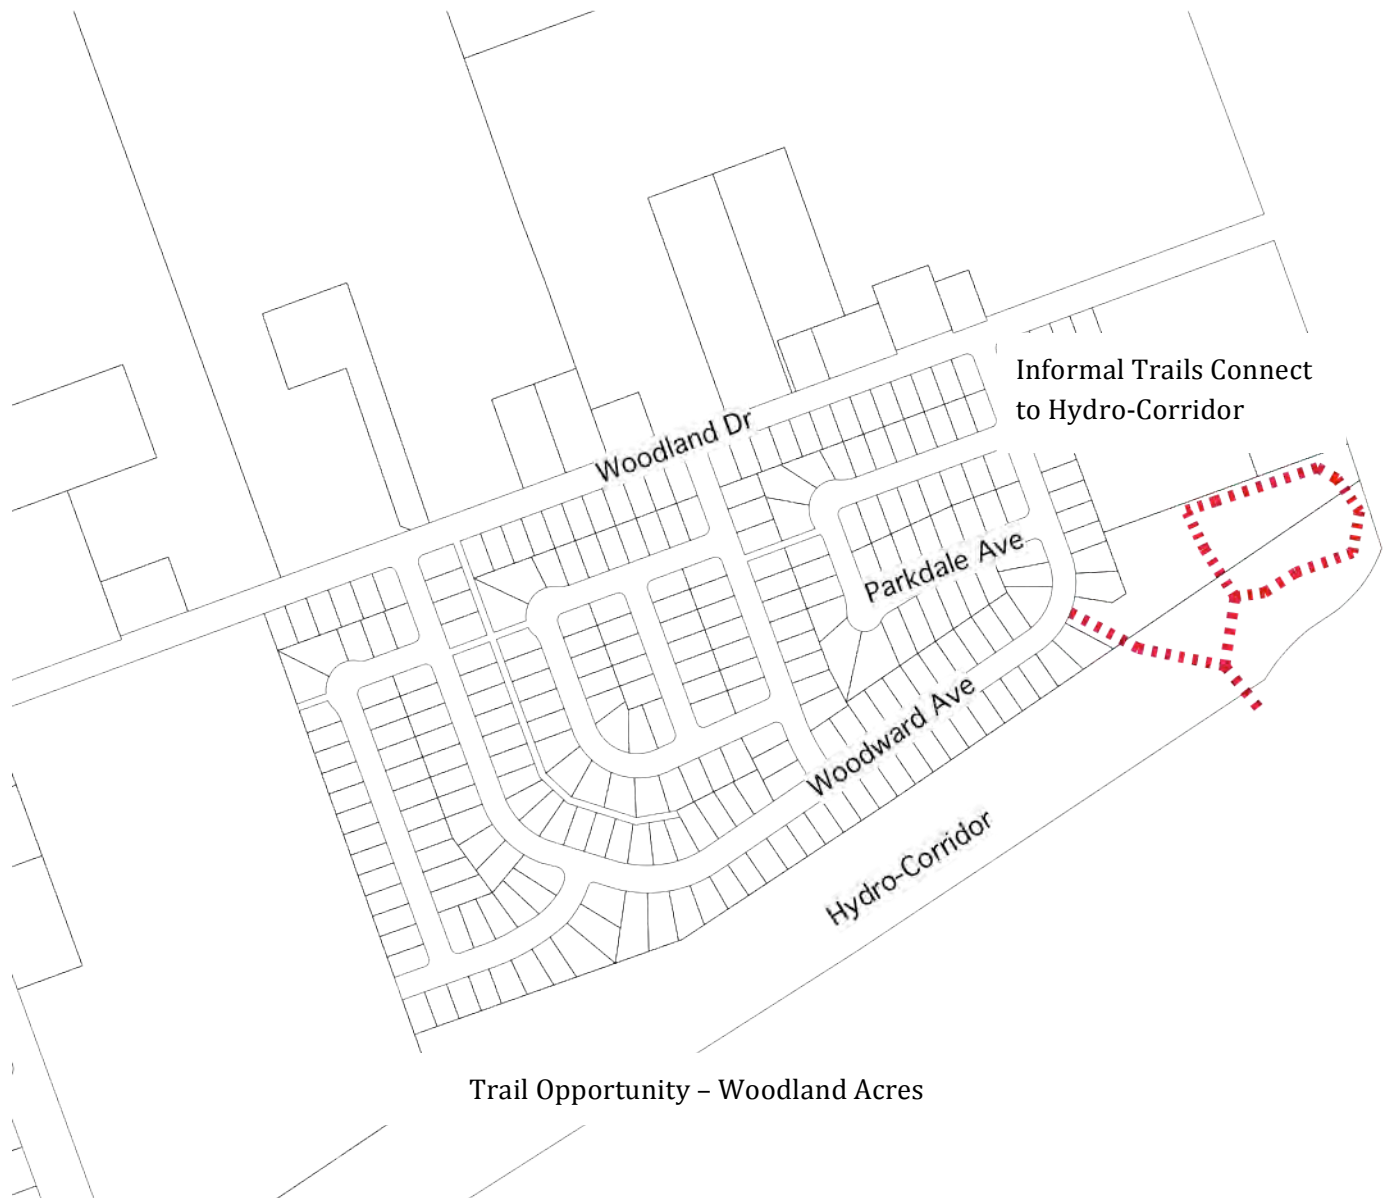 Informal Trails Connect
to Hydro-Corridor
Woodland Dr
Parkdale Ave
Woodward Ave
Hydro-Corridor
Trail Opportunity – Woodland Acres